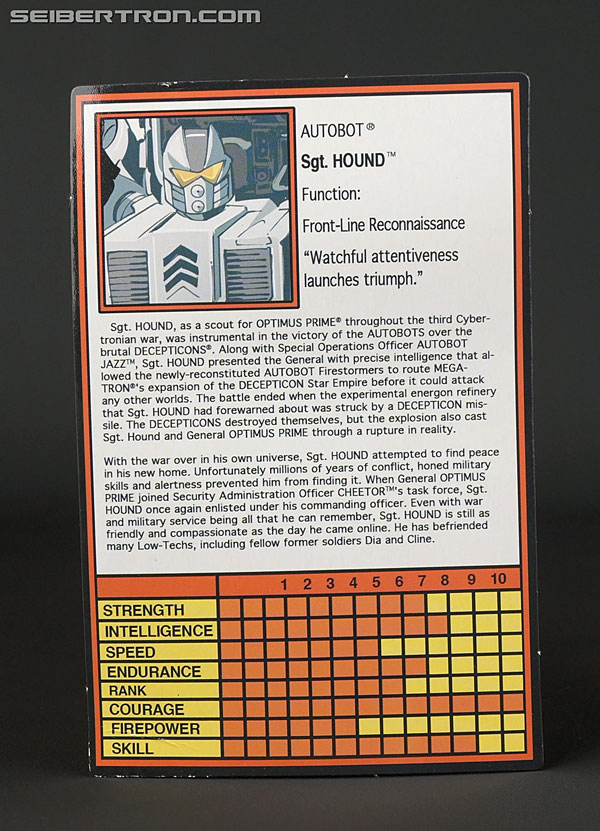 SEIBERTRON.COM
AUTOBOT®
Sgt. HOUND™
Function:
Front-Line Reconnaissance
“Watchful attentiveness
launches triumph.”
Sgt. HOUND, as a scout for OPTIMUS PRIME® throughout the third Cyber-
tronian war, was instrumental in the victory of the AUTOBOTS over the
brutal DECEPTICONS®. Along with Special Operations Officer AUTOBOT
JAZZ™, Sgt. HOUND presented the General with precise intelligence that al-
lowed the newly-reconstituted AUTOBOT Firestormers to route MEGA-
TRON®'s expansion of the DECEPTICON Star Empire before it could attack
any other worlds. The battle ended when the experimental energon refinery
that Sgt. HOUND had forewarned about was struck by a DECEPTICON mis-
sile. The DECEPTICONS destroyed themselves, but the explosion also cast
Sgt. Hound and General OPTIMUS PRIME through a rupture in reality.
With the war over in his own universe, Sgt. HOUND attempted to find peace
in his new home. Unfortunately millions of years of conflict, honed military
skills and alertness prevented him from finding it. When General OPTIMUS
PRIME joined Security Administration Officer CHEETOR™'s task force, Sgt.
HOUND once again enlisted under his commanding officer. Even with war
and military service being all that he can remember, Sgt. HOUND is still as
friendly and compassionate as the day he came online. He has befriended
many Low-Techs, including fellow former soldiers Dia and Cline.
1 2 3 4 5 6 7 8 9 10
STRENGTH
INTELLIGENCE
SPEED
ENDURANCE
RANK
COURAGE
FIREPOWER
SKILL